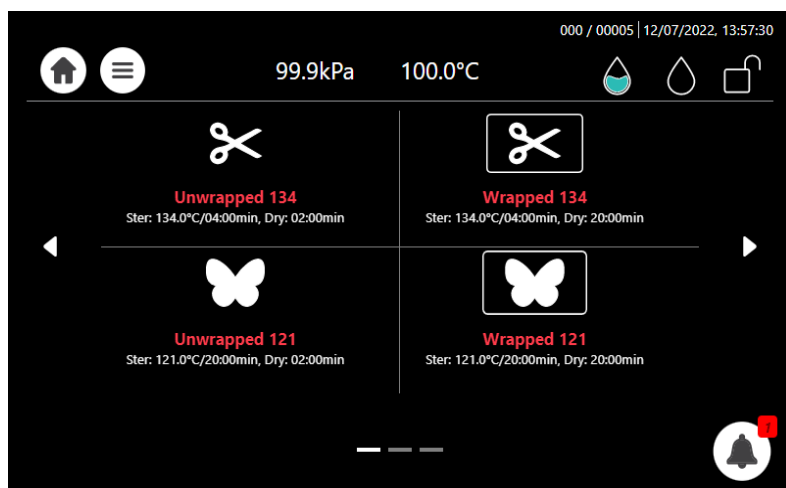 000 / 00005 | 12/07/2022, 13:57:30
99.9kPa 100.0°C
Unwrapped 134
Ster: 134.0°C/04:00min, Dry: 02:00min
Wrapped 134
Ster: 134.0°C/04:00min, Dry: 20:00min
Unwrapped 121
Ster: 121.0°C/20:00min, Dry: 02:00min
Wrapped 121
Ster: 121.0°C/20:00min, Dry: 20:00min
1